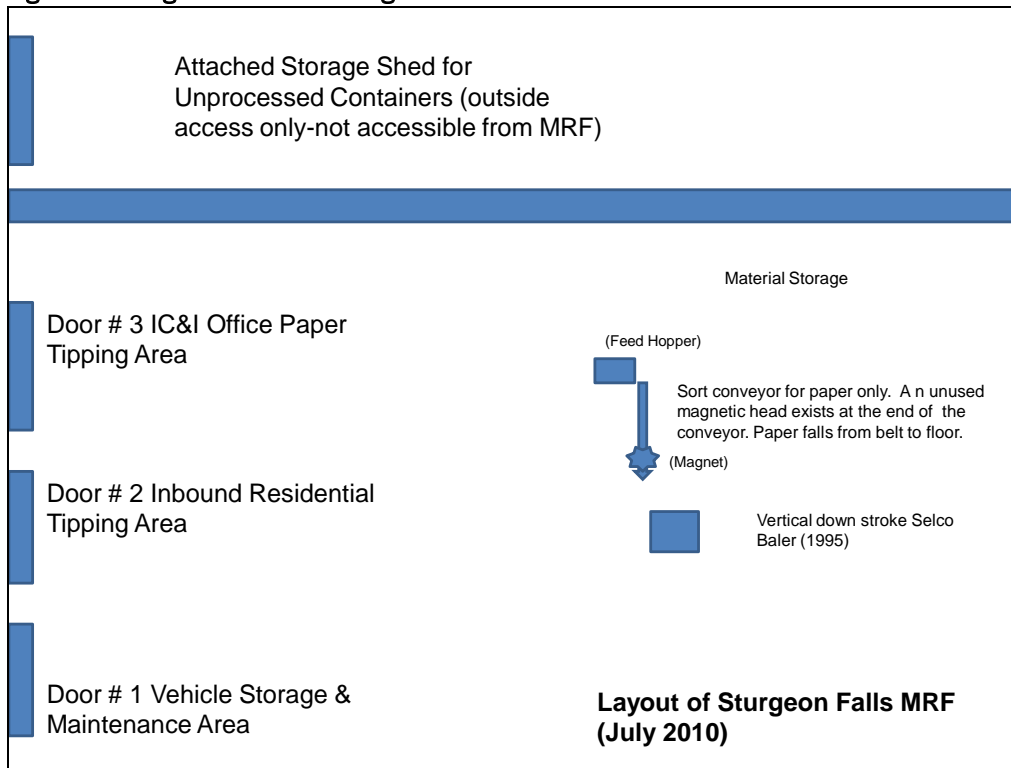 Attached Storage Shed for
Unprocessed Containers (outside
access only-not accessible from MRF)
Material Storage
Door # 3 IC&I Office Paper
Tipping Area
(Feed Hopper)
Sort conveyor for paper only.  A n unused
magnetic head exists at the end of  the
conveyor. Paper falls from belt to floor.
(Magnet)
Door # 2 Inbound Residential
Tipping Area
Vertical down stroke Selco
Baler (1995)
Door # 1 Vehicle Storage &
Maintenance Area
Layout of Sturgeon Falls MRF
(July 2010)